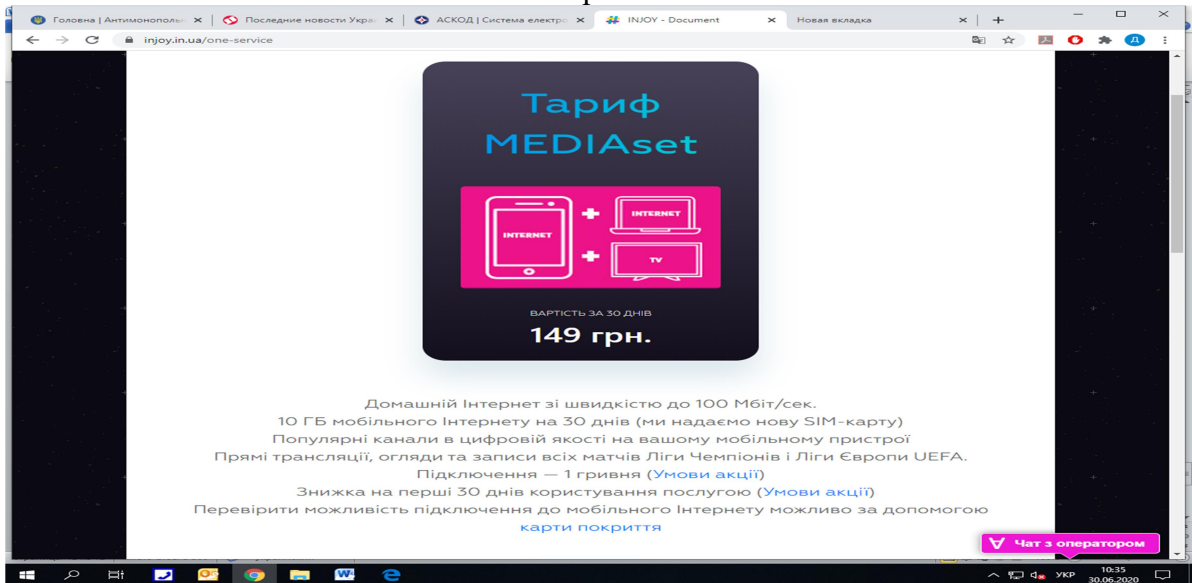 Головна | Антимонопольн
Последние новости Укра
АСКОД | Система електро
INJOY - Document
Новая вкладка
injoy.in.ua/one-service
Д
Тариф
MEDIAset
INTERNET
INTERNET
TV
ВАРТІСТЬ ЗА 30 ДНІВ
149 грн.
Домашній Інтернет зі швидкістю до 100 Мбіт/сек.
10 ГБ мобільного Інтернету на 30 днів (ми надаємо нову SIM-карту)
Популярні канали в цифровій якості на вашому мобільному пристрої
Прямі трансляції, огляди та записи всіх матчів Ліги Чемпіонів і Ліги Європи UEFA.
Підключення — 1 гривня (Умови акції)
Знижка на перші 30 днів користування послугою (Умови акції)
Перевірити можливість підключення до мобільного Інтернету можливо за допомогою
карти покриття
Чат з оператором
УКР
10:35
30.06.2020